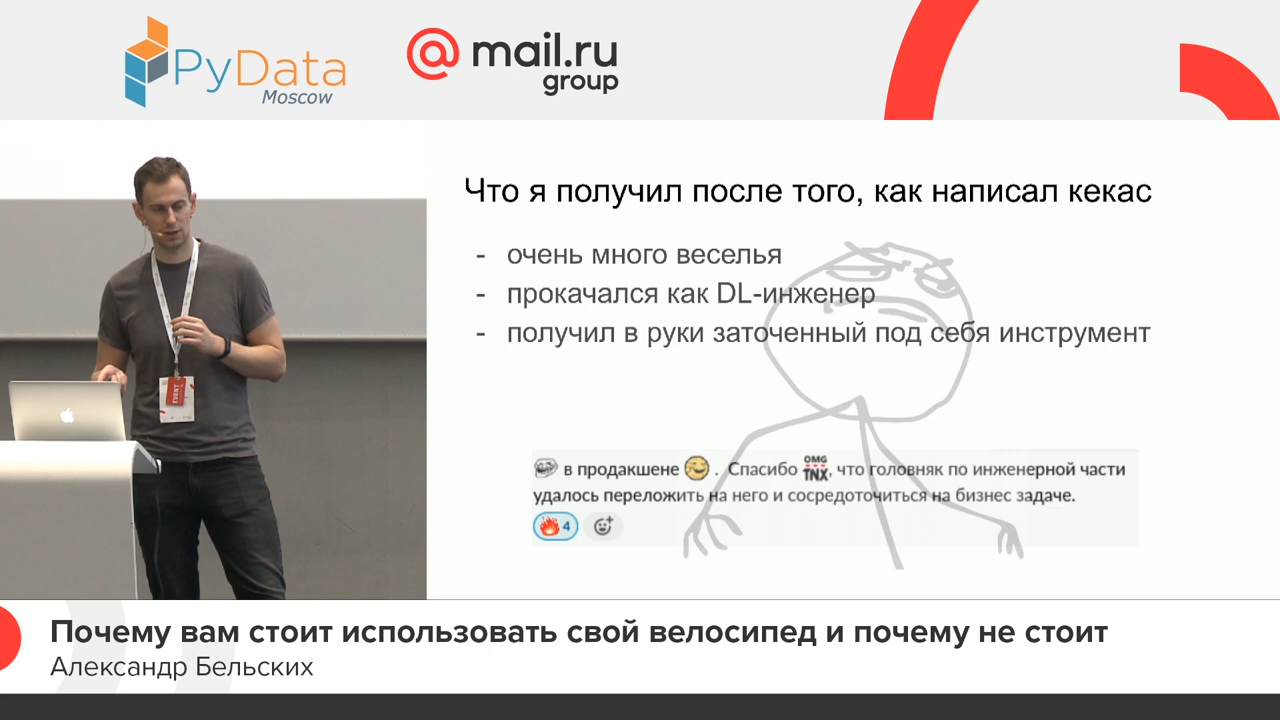 PyData
Moscow
@mail.ru
group
Что я получил после того, как написал кекас
- очень много веселья
- прокачался как DL-инженер
- получил в руки заточенный под себя инструмент
в продакшене . Спасибо OMG TNX, что головняк по инженерной части
удалось переложить на него и сосредоточиться на бизнес задаче.
4
EVENT
Почему вам стоит использовать свой велосипед и почему не стоит
Александр Бельских